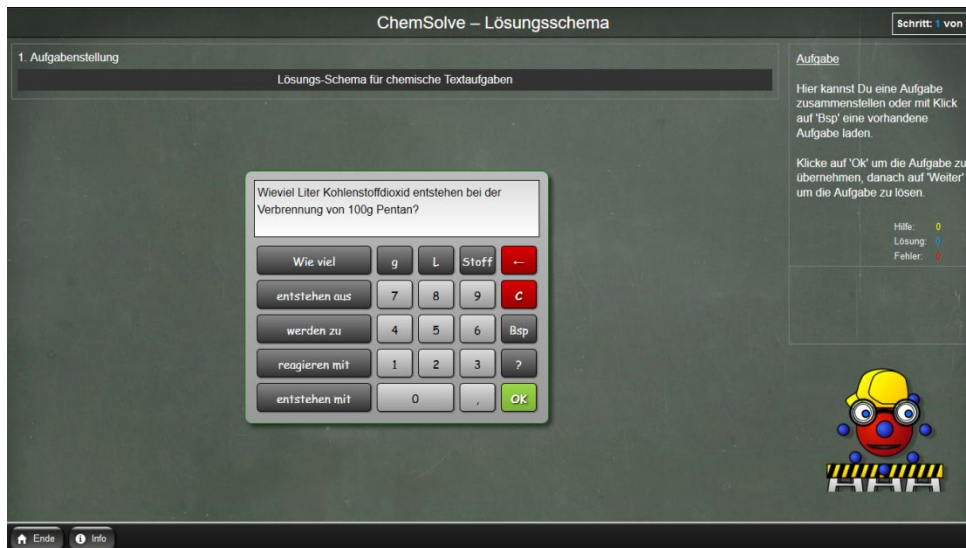 ChemSolve – Lösungsschema
Schritt: 1 von
1. Aufgabenstellung
Lösungs-Schema für chemische Textaufgaben
Wieviel Liter Kohlenstoffdioxid entstehen bei der
Verbrennung von 100g Pentan?
Wie viel g L Stoff ←
entstehen aus 7 8 9 C
werden zu 4 5 6 Bsp
reagieren mit 1 2 3 ?
entstehen mit 0 , OK
Aufgabe
Hier kannst Du eine Aufgabe
zusammenstellen oder mit Klick
auf 'Bsp' eine vorhandene
Aufgabe laden.
Klicke auf 'Ok' um die Aufgabe zu
übernehmen, danach auf 'Weiter'
um die Aufgabe zu lösen.
Hilfe: 0
Lösung: 0
Fehler: 0
Ende
Info